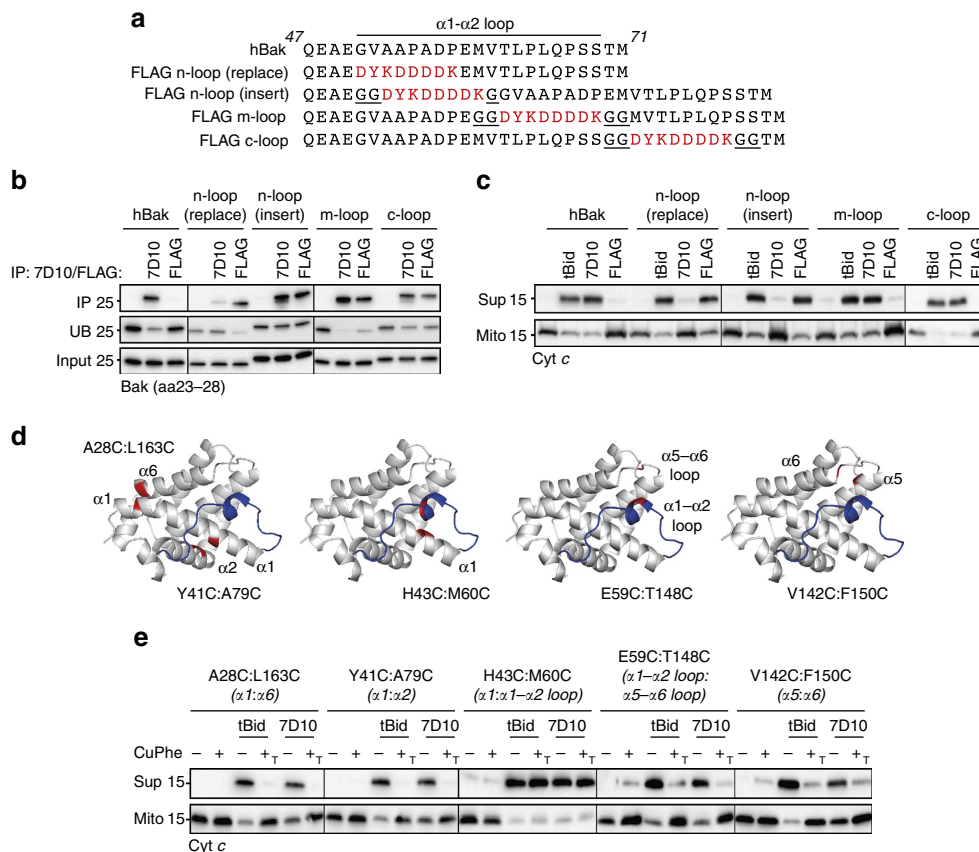 a
α1-α2 loop
47 71
hBak QEAEGVAAPADPEMVTLPLQPSSTM
FLAG n-loop (replace) QEAEDYKDDDDKEMVTLPLQPSSTM
FLAG n-loop (insert) QEAEGGDYKDDDDKGGVAAPADPEMVTLPLQPSSTM
FLAG m-loop QEAEGVAAPADPEGGDYKDDDDKGGMVTLPLQPSSTM
FLAG c-loop QEAEGVAAPADPEMVTLPLQPSSGGDYKDDDDKGGTM
b
hBak n-loop (replace) n-loop (insert) m-loop c-loop
IP: 7D10/FLAG: 7D10 FLAG 7D10 FLAG 7D10 FLAG 7D10 FLAG 7D10 FLAG
IP 25
UB 25
Input 25
Bak (aa23–28)
c
hBak n-loop (replace) n-loop (insert) m-loop c-loop
tBid 7D10 FLAG tBid 7D10 FLAG tBid 7D10 FLAG tBid 7D10 FLAG tBid 7D10 FLAG
Sup 15
Mito 15
Cyt c
d
A28C:L163C
α6
α1
α2 α1
Y41C:A79C
α1
H43C:M60C
α5–α6 loop
α1–α2 loop
E59C:T148C
α6
α5
V142C:F150C
e
A28C:L163C (α1:α6) Y41C:A79C (α1:α2) H43C:M60C (α1:α1–α2 loop) E59C:T148C (α1–α2 loop: α5–α6 loop) V142C:F150C (α5:α6)
tBid 7D10 tBid 7D10 tBid 7D10 tBid 7D10 tBid 7D10
CuPhe – + – +T – +T – + – +T – +T – + – +T – +T – + – +T – +T – + – +T – +T
Sup 15
Mito 15
Cyt c